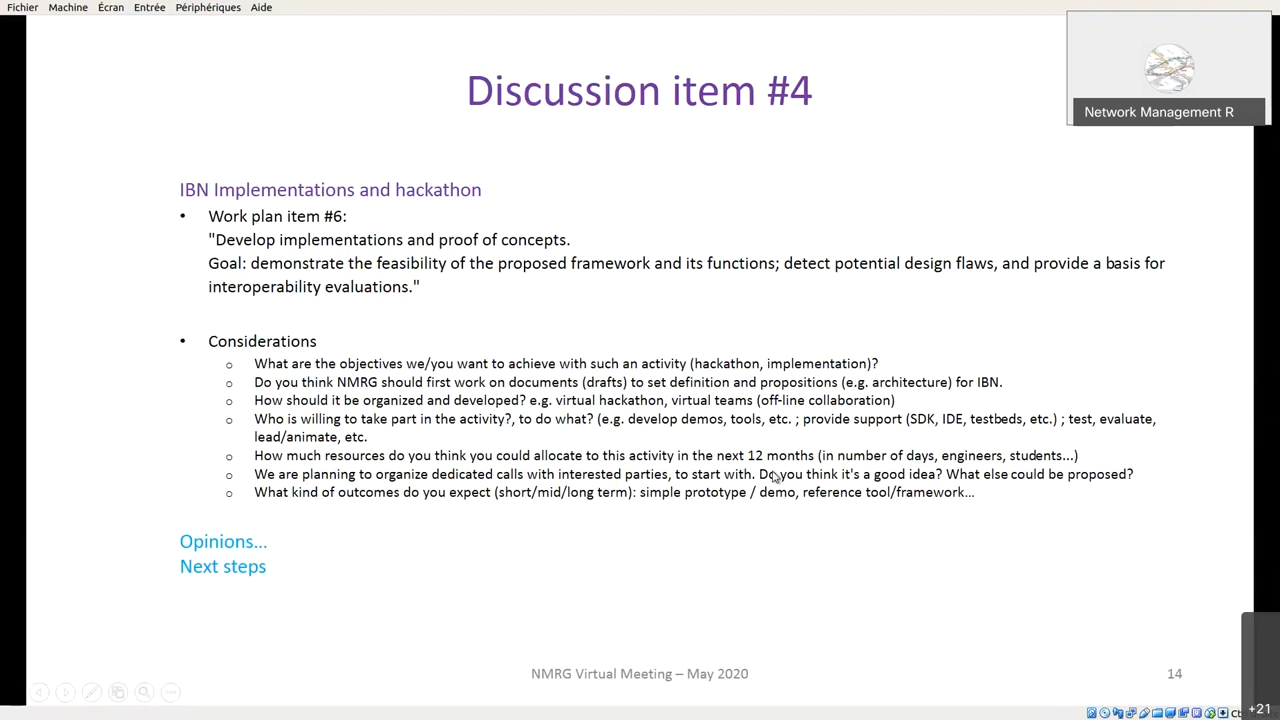 Fichier Machine Écran Entrée Périphériques Aide
Discussion item #4
Network Management R
IBN Implementations and hackathon
• Work plan item #6:
"Develop implementations and proof of concepts.
Goal: demonstrate the feasibility of the proposed framework and its functions; detect potential design flaws, and provide a basis for
interoperability evaluations."
• Considerations
o What are the objectives we/you want to achieve with such an activity (hackathon, implementation)?
o Do you think NMRG should first work on documents (drafts) to set definition and propositions (e.g. architecture) for IBN.
o How should it be organized and developed? e.g. virtual hackathon, virtual teams (off-line collaboration)
o Who is willing to take part in the activity?, to do what? (e.g. develop demos, tools, etc. ; provide support (SDK, IDE, testbeds, etc.) ; test, evaluate,
lead/animate, etc.
o How much resources do you think you could allocate to this activity in the next 12 months (in number of days, engineers, students...)
o We are planning to organize dedicated calls with interested parties, to start with. Do you think it's a good idea? What else could be proposed?
o What kind of outcomes do you expect (short/mid/long term): simple prototype / demo, reference tool/framework...
Opinions...
Next steps
NMRG Virtual Meeting – May 2020
14
+21